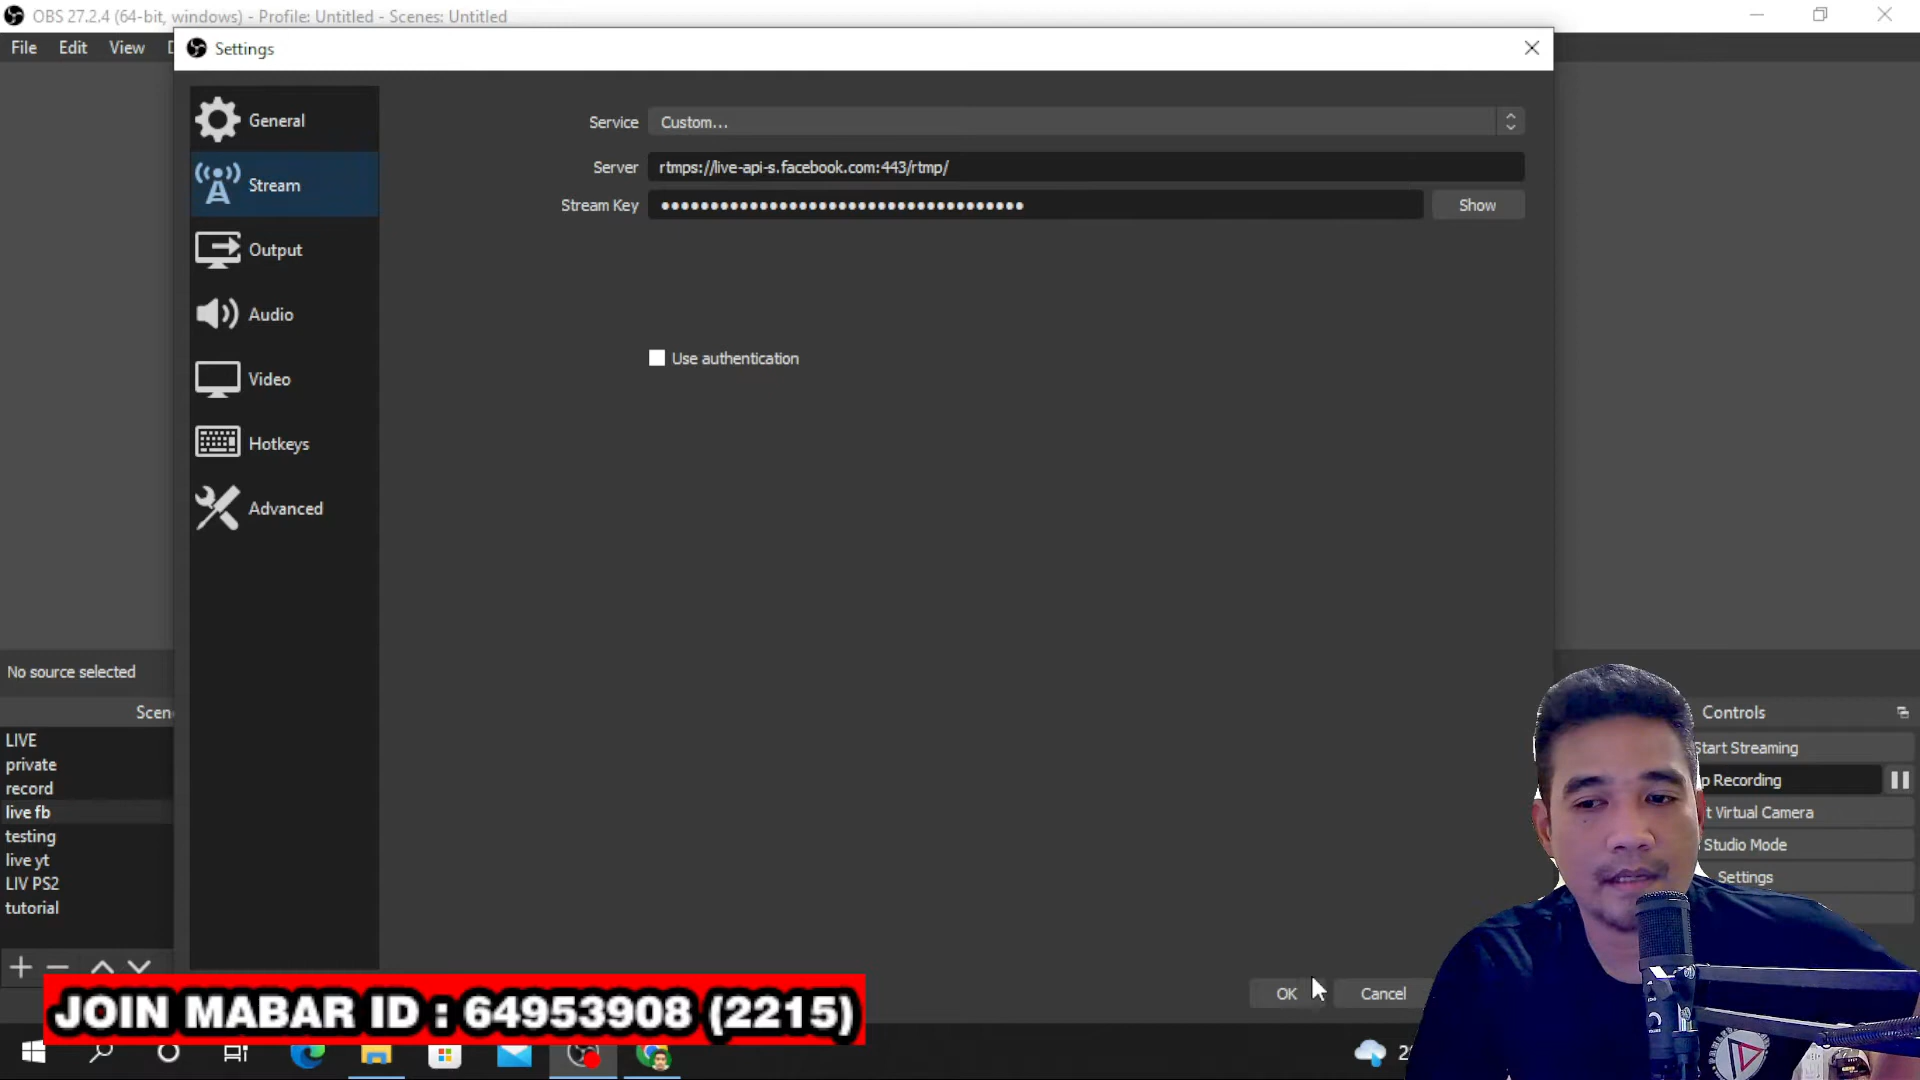 OBS 27.2.4 (64-bit, windows) - Profile: Untitled - Scenes: Untitled
File Edit View
Settings
General
Stream
Output
Audio
Video
Hotkeys
Advanced
Service Custom...
Server rtmps://live-api-s.facebook.com:443/rtmp/
Stream Key ●●●●●●●●●●●●●●●●●●●●●●●●●●●●●●●●●●●●● Show
Use authentication
OK Cancel
No source selected
Scen
LIVE
private
record
live fb
testing
live yt
LIV PS2
tutorial
Controls
Start Streaming
p Recording
t Virtual Camera
Studio Mode
Settings
JOIN MABAR ID : 64953908 (2215)